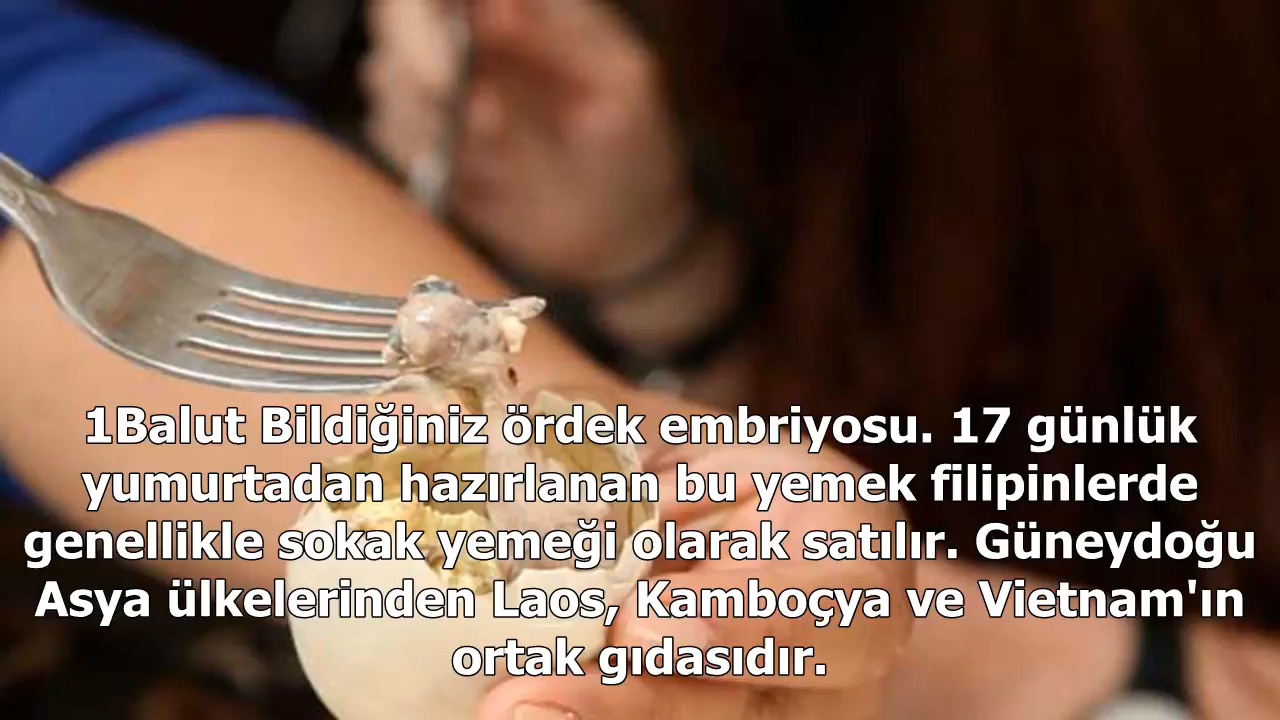 1Balut Bildiğiniz ördek embriyosu. 17 günlük
yumurtadan hazırlanan bu yemek filipinlerde
genellikle sokak yemeği olarak satılır. Güneydoğu
Asya ülkelerinden Laos, Kamboçya ve Vietnam'ın
ortak gıdasıdır.